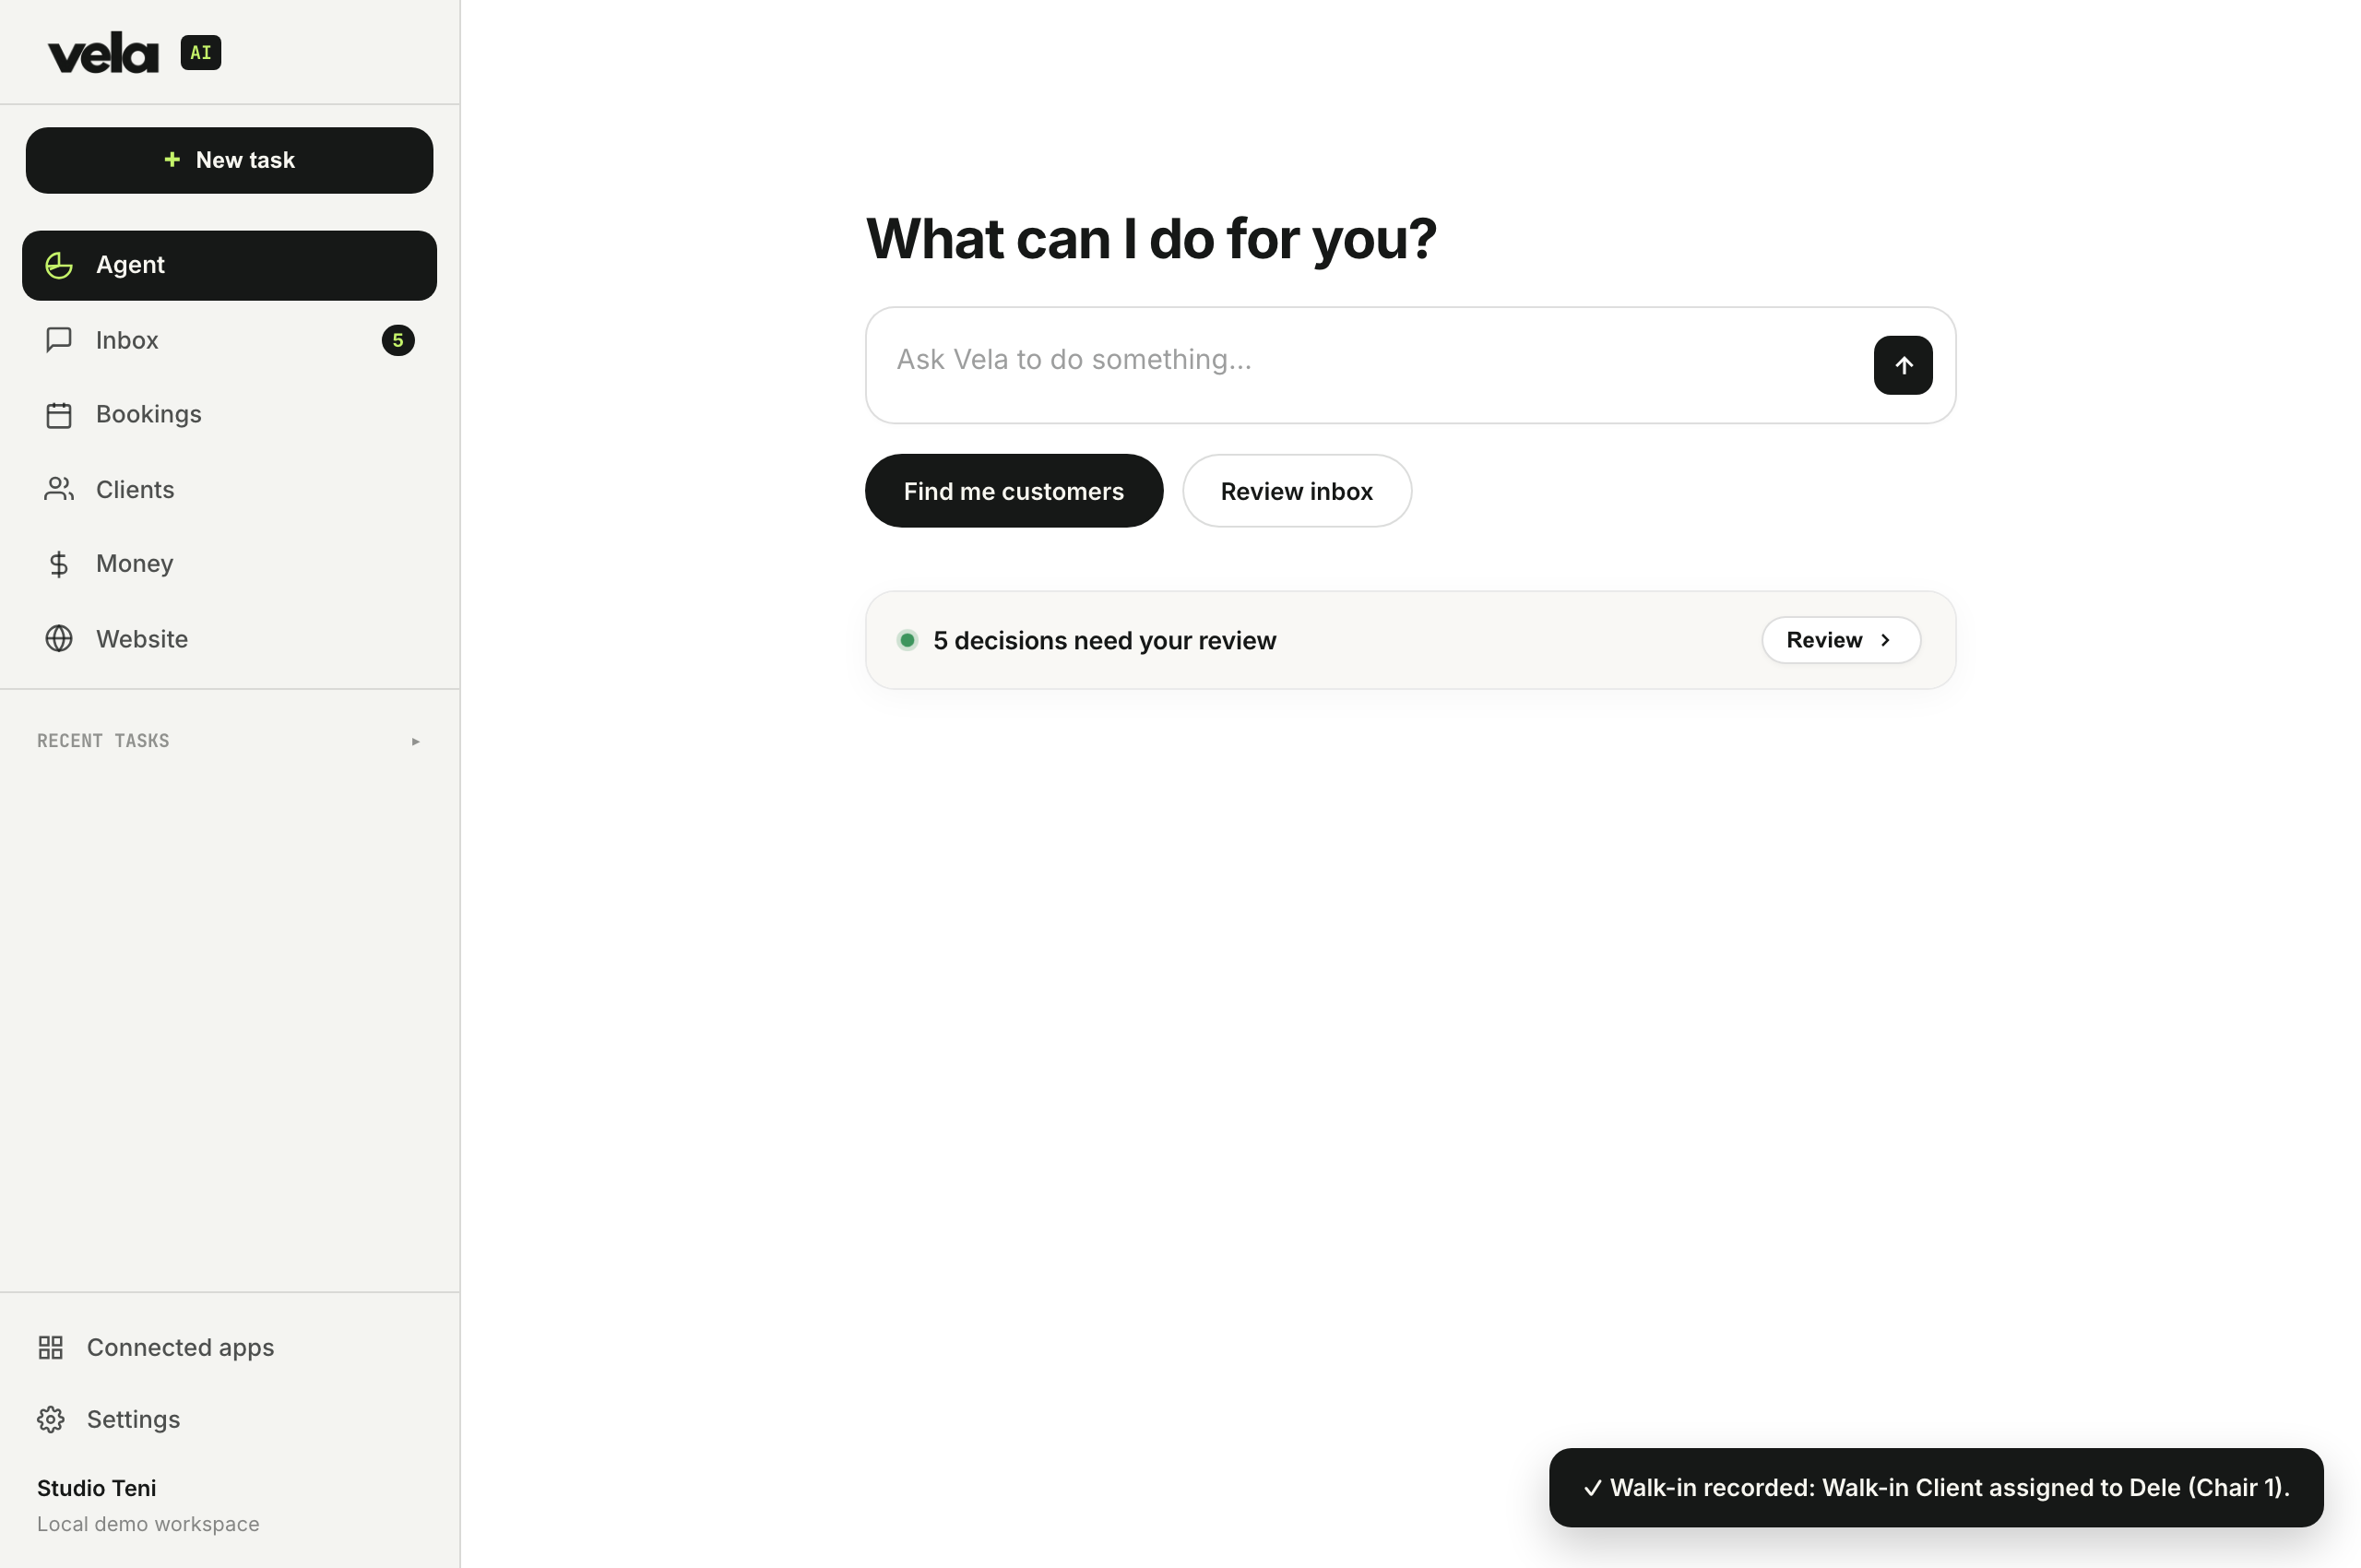 vela AI
+ New task
Agent
Inbox 5
Bookings
Clients
Money
Website
RECENT TASKS ▸
Connected apps
Settings
Studio Teni
Local demo workspace
What can I do for you?
Ask Vela to do something...
Find me customers Review inbox
5 decisions need your review Review >
✓ Walk-in recorded: Walk-in Client assigned to Dele (Chair 1).